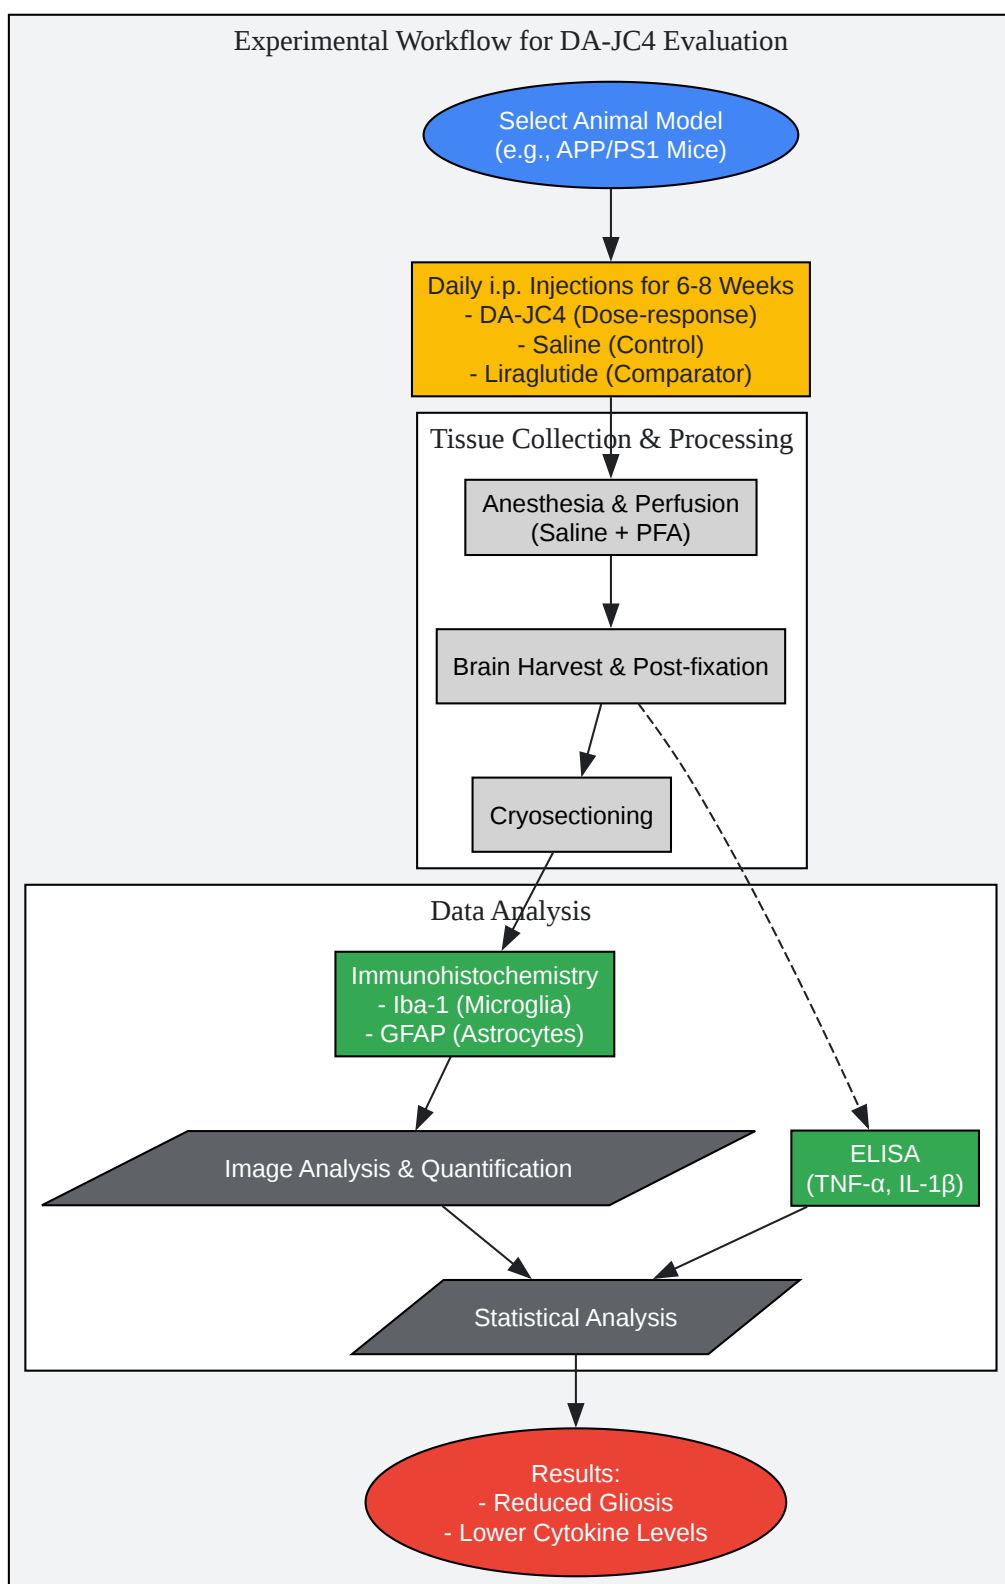 Experimental Workflow for DA-JC4 Evaluation
Select Animal Model
(e.g., APP/PS1 Mice)
Daily i.p. Injections for 6-8 Weeks
- DA-JC4 (Dose-response)
- Saline (Control)
- Liraglutide (Comparator)
Tissue Collection & Processing
Anesthesia & Perfusion
(Saline + PFA)
Brain Harvest & Post-fixation
Cryosectioning
Data Analysis
Immunohistochemistry
- Iba-1 (Microglia)
- GFAP (Astrocytes)
Image Analysis & Quantification
ELISA
(TNF-α, IL-1β)
Statistical Analysis
Results:
- Reduced Gliosis
- Lower Cytokine Levels